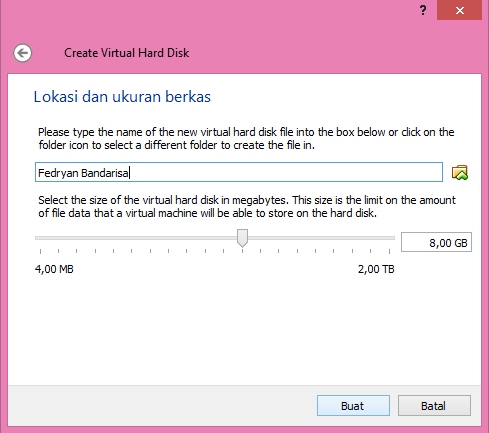 ?
Create Virtual Hard Disk
Lokasi dan ukuran berkas
Please type the name of the new virtual hard disk file into the box below or click on the
folder icon to select a different folder to create the file in.
Fedryan Bandarisa
Select the size of the virtual hard disk in megabytes. This size is the limit on the amount
of file data that a virtual machine will be able to store on the hard disk.
8,00 GB
4,00 MB 2,00 TB
Buat Batal